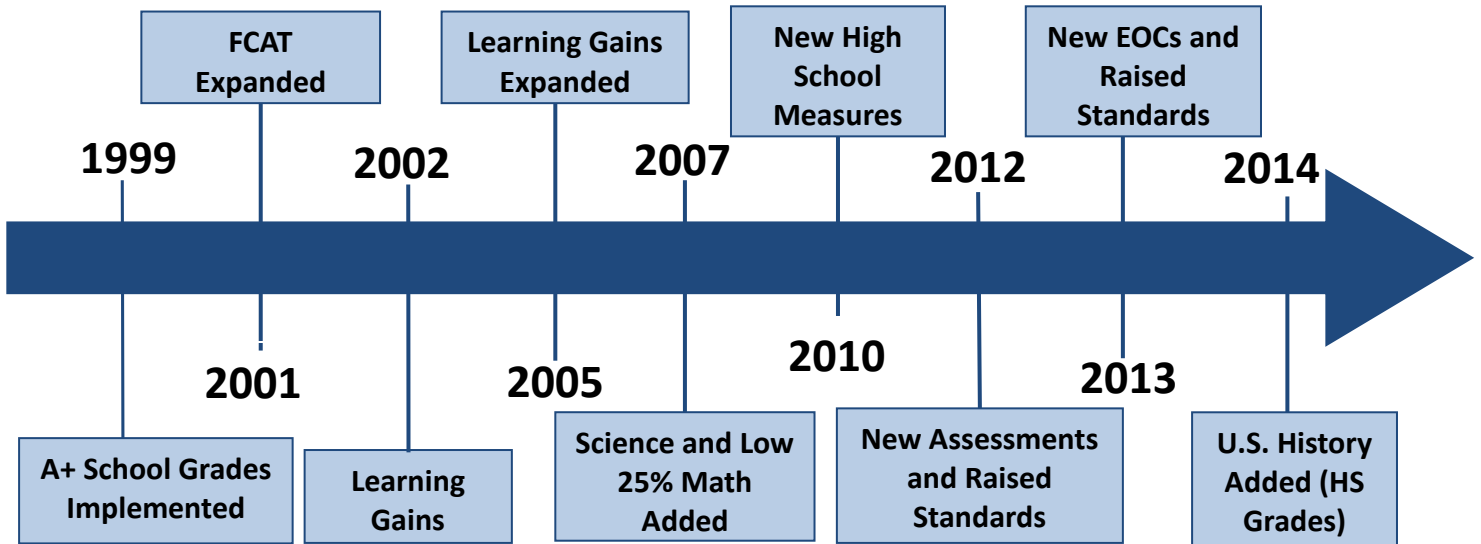 FCAT
Expanded
Learning Gains
Expanded
New High
School
Measures
New EOCs and
Raised
Standards
1999
2002
2007
2012
2014
2001
2005
2010
2013
A+ School Grades
Implemented
Learning
Gains
Science and Low
25% Math
Added
New Assessments
and Raised
Standards
U.S. History
Added (HS
Grades)